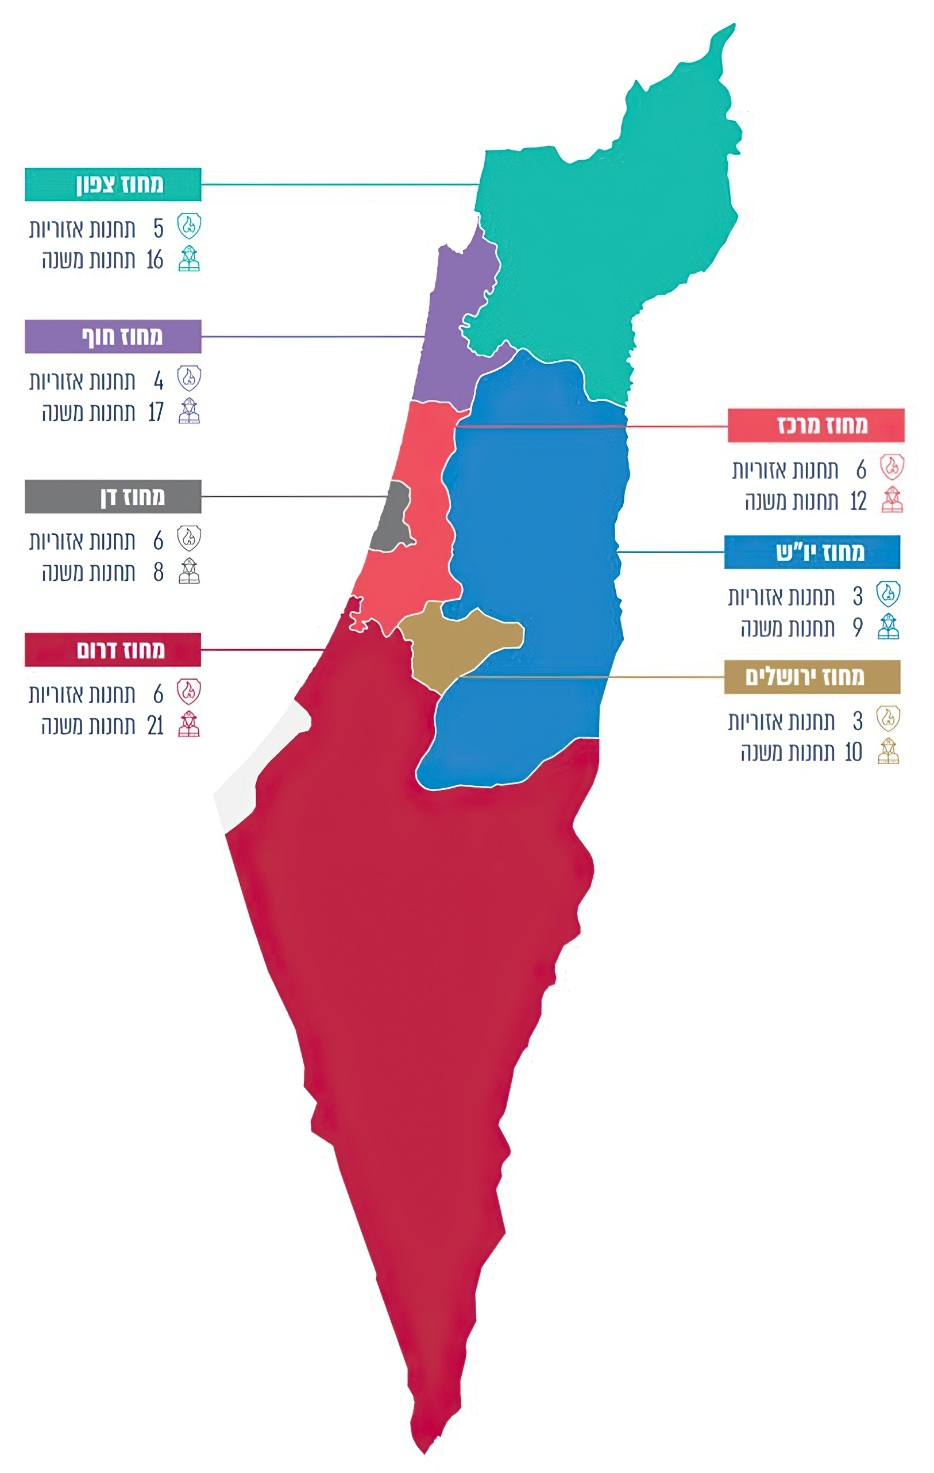 מחוז צפון
5 תחנות אזוריות
16 תחנות משנה
מחוז חוף
4 תחנות אזוריות
17 תחנות משנה
מחוז דן
6 תחנות אזוריות
8 תחנות משנה
מחוז דרום
6 תחנות אזוריות
21 תחנות משנה
מחוז מרכז
6 תחנות אזוריות
12 תחנות משנה
מחוז יו"ש
3 תחנות אזוריות
9 תחנות משנה
מחוז ירושלים
3 תחנות אזוריות
10 תחנות משנה